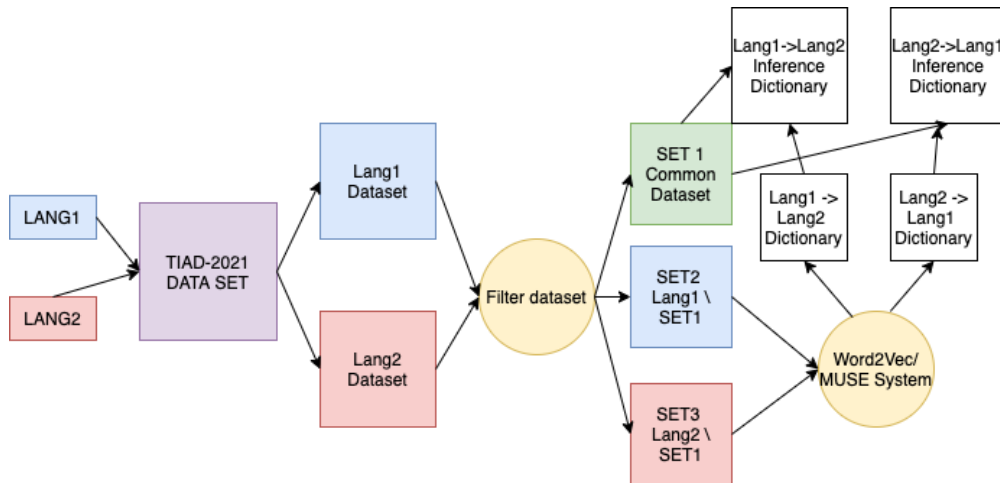 LANG1
LANG2
TIAD-2021
DATA SET
Lang1
Dataset
Lang2
Dataset
Filter dataset
SET 1
Common
Dataset
SET2
Lang1 \
SET1
SET3
Lang2 \
SET1
Lang1->Lang2
Inference
Dictionary
Lang2->Lang1
Inference
Dictionary
Lang1 ->
Lang2
Dictionary
Lang2 ->
Lang1
Dictionary
Word2Vec/
MUSE System